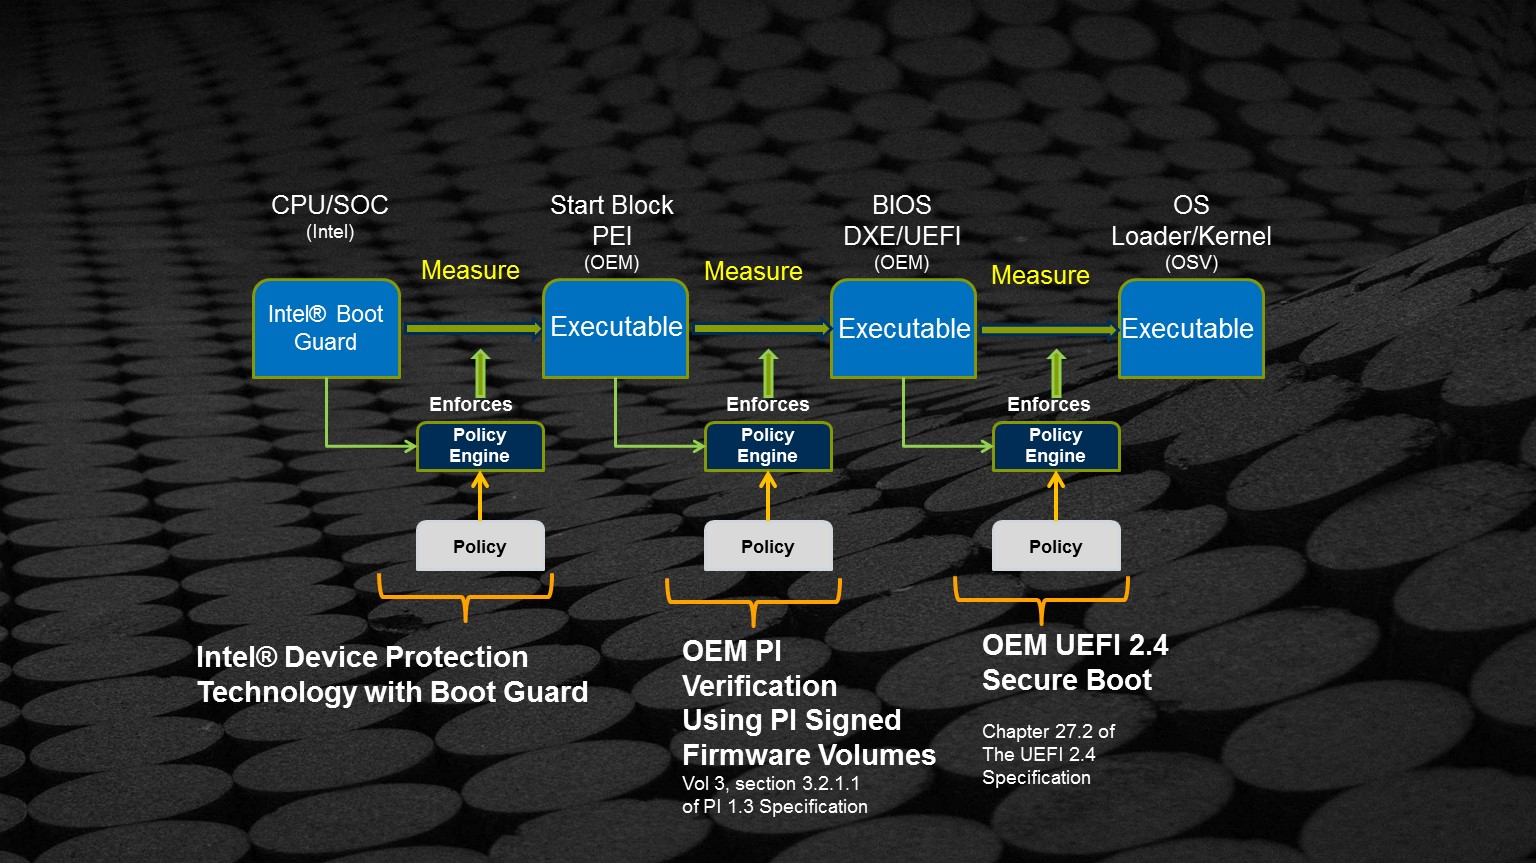 CPU/SOC
(Intel)
Start Block
PEI
(OEM)
BIOS
DXE/UEFI
(OEM)
OS
Loader/Kernel
(OSV)
Measure
Measure
Measure
Intel® Boot
Guard
Executable
Executable
Executable
Enforces
Enforces
Enforces
Policy
Engine
Policy
Engine
Policy
Engine
Policy
Policy
Policy
Intel® Device Protection
Technology with Boot Guard
OEM PI
Verification
Using PI Signed
Firmware Volumes
Vol 3, section 3.2.1.1
of PI 1.3 Specification
OEM UEFI 2.4
Secure Boot
Chapter 27.2 of
The UEFI 2.4
Specification